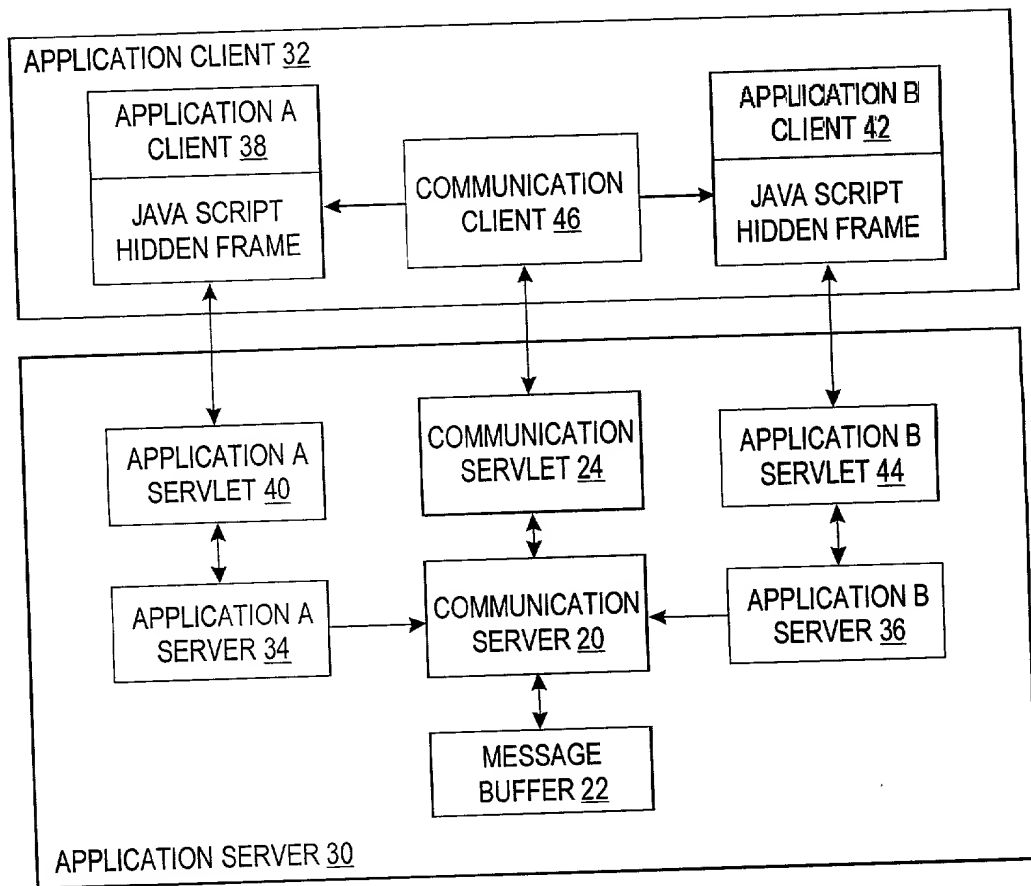 APPLICATION CLIENT 32
APPLICATION A
CLIENT 38
JAVA SCRIPT
HIDDEN FRAME
COMMUNICATION
CLIENT 46
APPLICATION B
CLIENT 42
JAVA SCRIPT
HIDDEN FRAME
APPLICATION A
SERVLET 40
COMMUNICATION
SERVLET 24
APPLICATION B
SERVLET 44
APPLICATION A
SERVER 34
COMMUNICATION
SERVER 20
APPLICATION B
SERVER 36
MESSAGE
BUFFER 22
APPLICATION SERVER 30